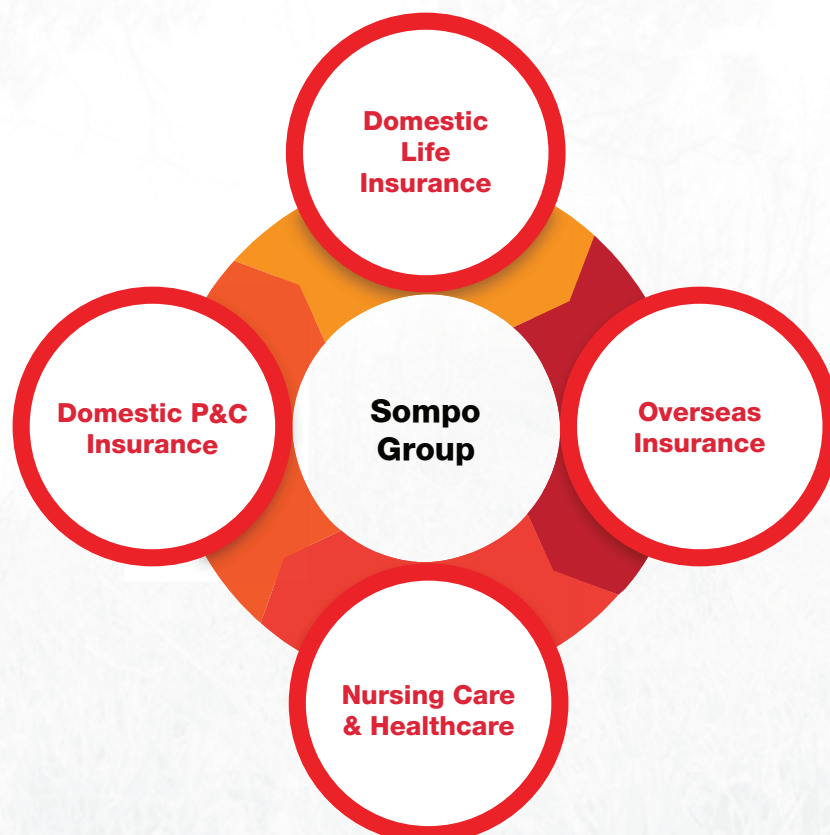 Domestic
Life
Insurance
Domestic P&C
Insurance
Sompo
Group
Overseas
Insurance
Nursing Care
& Healthcare